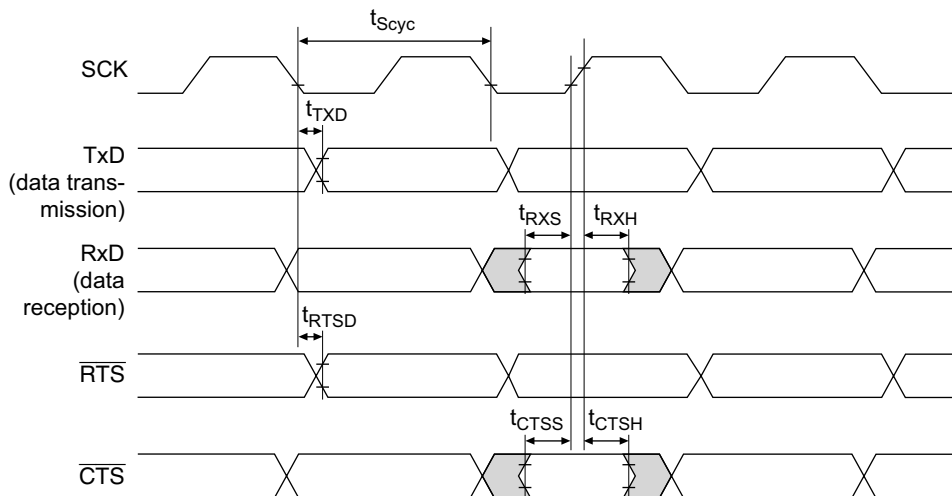 tScyc
SCK
tTXD
TxD
(data trans-
mission)
tRXS
tRXH
RxD
(data
reception)
tRTSD
RTS
tCTSS
tCTSH
CTS